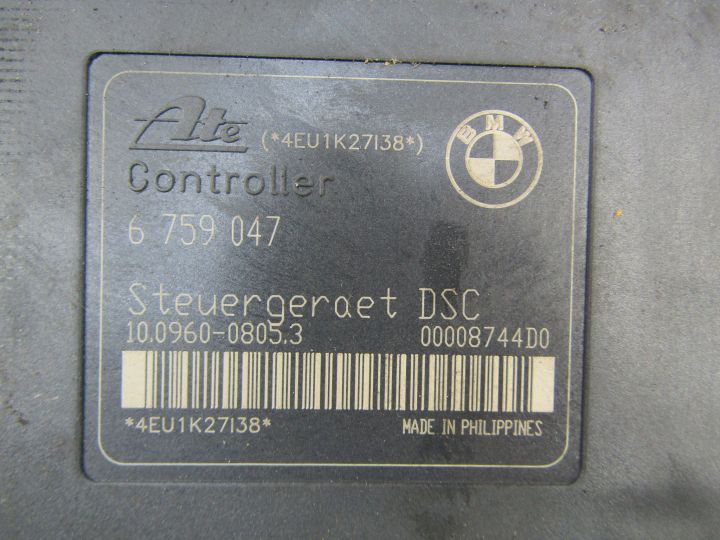 Ate (*4EU1K27I38*) BMW
Controller
6 759 047
Steuergeraet DSC
10.0960-0805.3 00008744D0
*4EU1K27I38* MADE IN PHILIPPINES